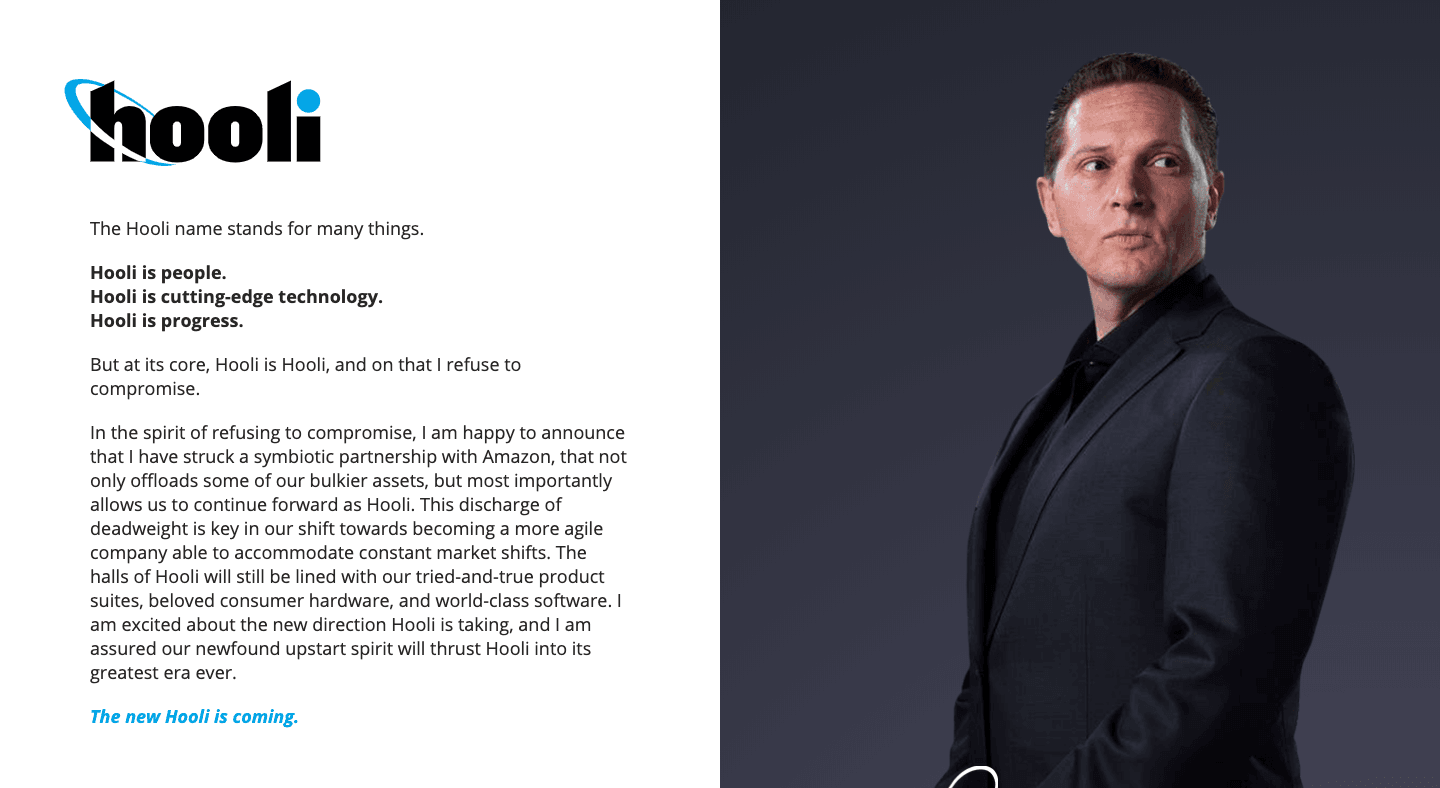 hooli
The Hooli name stands for many things.
Hooli is people.
Hooli is cutting-edge technology.
Hooli is progress.
But at its core, Hooli is Hooli, and on that I refuse to
compromise.
In the spirit of refusing to compromise, I am happy to announce
that I have struck a symbiotic partnership with Amazon, that not
only offloads some of our bulkier assets, but most importantly
allows us to continue forward as Hooli. This discharge of
deadweight is key in our shift towards becoming a more agile
company able to accommodate constant market shifts. The
halls of Hooli will still be lined with our tried-and-true product
suites, beloved consumer hardware, and world-class software. I
am excited about the new direction Hooli is taking, and I am
assured our newfound upstart spirit will thrust Hooli into its
greatest era ever.
The new Hooli is coming.